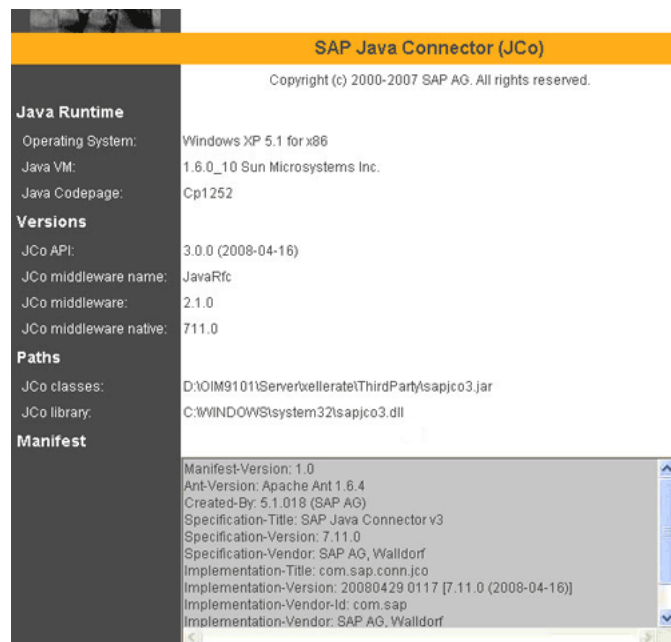 SAP Java Connector (JCo)
Copyright (c) 2000-2007 SAP AG. All rights reserved.
Java Runtime
Operating System: Windows XP 5.1 for x86
Java VM: 1.6.0_10 Sun Microsystems Inc.
Java Codepage: Cp1252
Versions
JCo API: 3.0.0 (2008-04-16)
JCo middleware name: JavaRfc
JCo middleware: 2.1.0
JCo middleware native: 711.0
Paths
JCo classes: D:\OIM9101\Server\xellerate\ThirdParty\sapjco3.jar
JCo library: C:\WINDOWS\system32\sapjco3.dll
Manifest
Manifest-Version: 1.0
Ant-Version: Apache Ant 1.6.4
Created-By: 5.1.018 (SAP AG)
Specification-Title: SAP Java Connector v3
Specification-Version: 7.11.0
Specification-Vendor: SAP AG, Walldorf
Implementation-Title: com.sap.conn.jco
Implementation-Version: 20080429 0117 [7.11.0 (2008-04-16)]
Implementation-Vendor-Id: com.sap
Implementation-Vendor: SAP AG, Walldorf